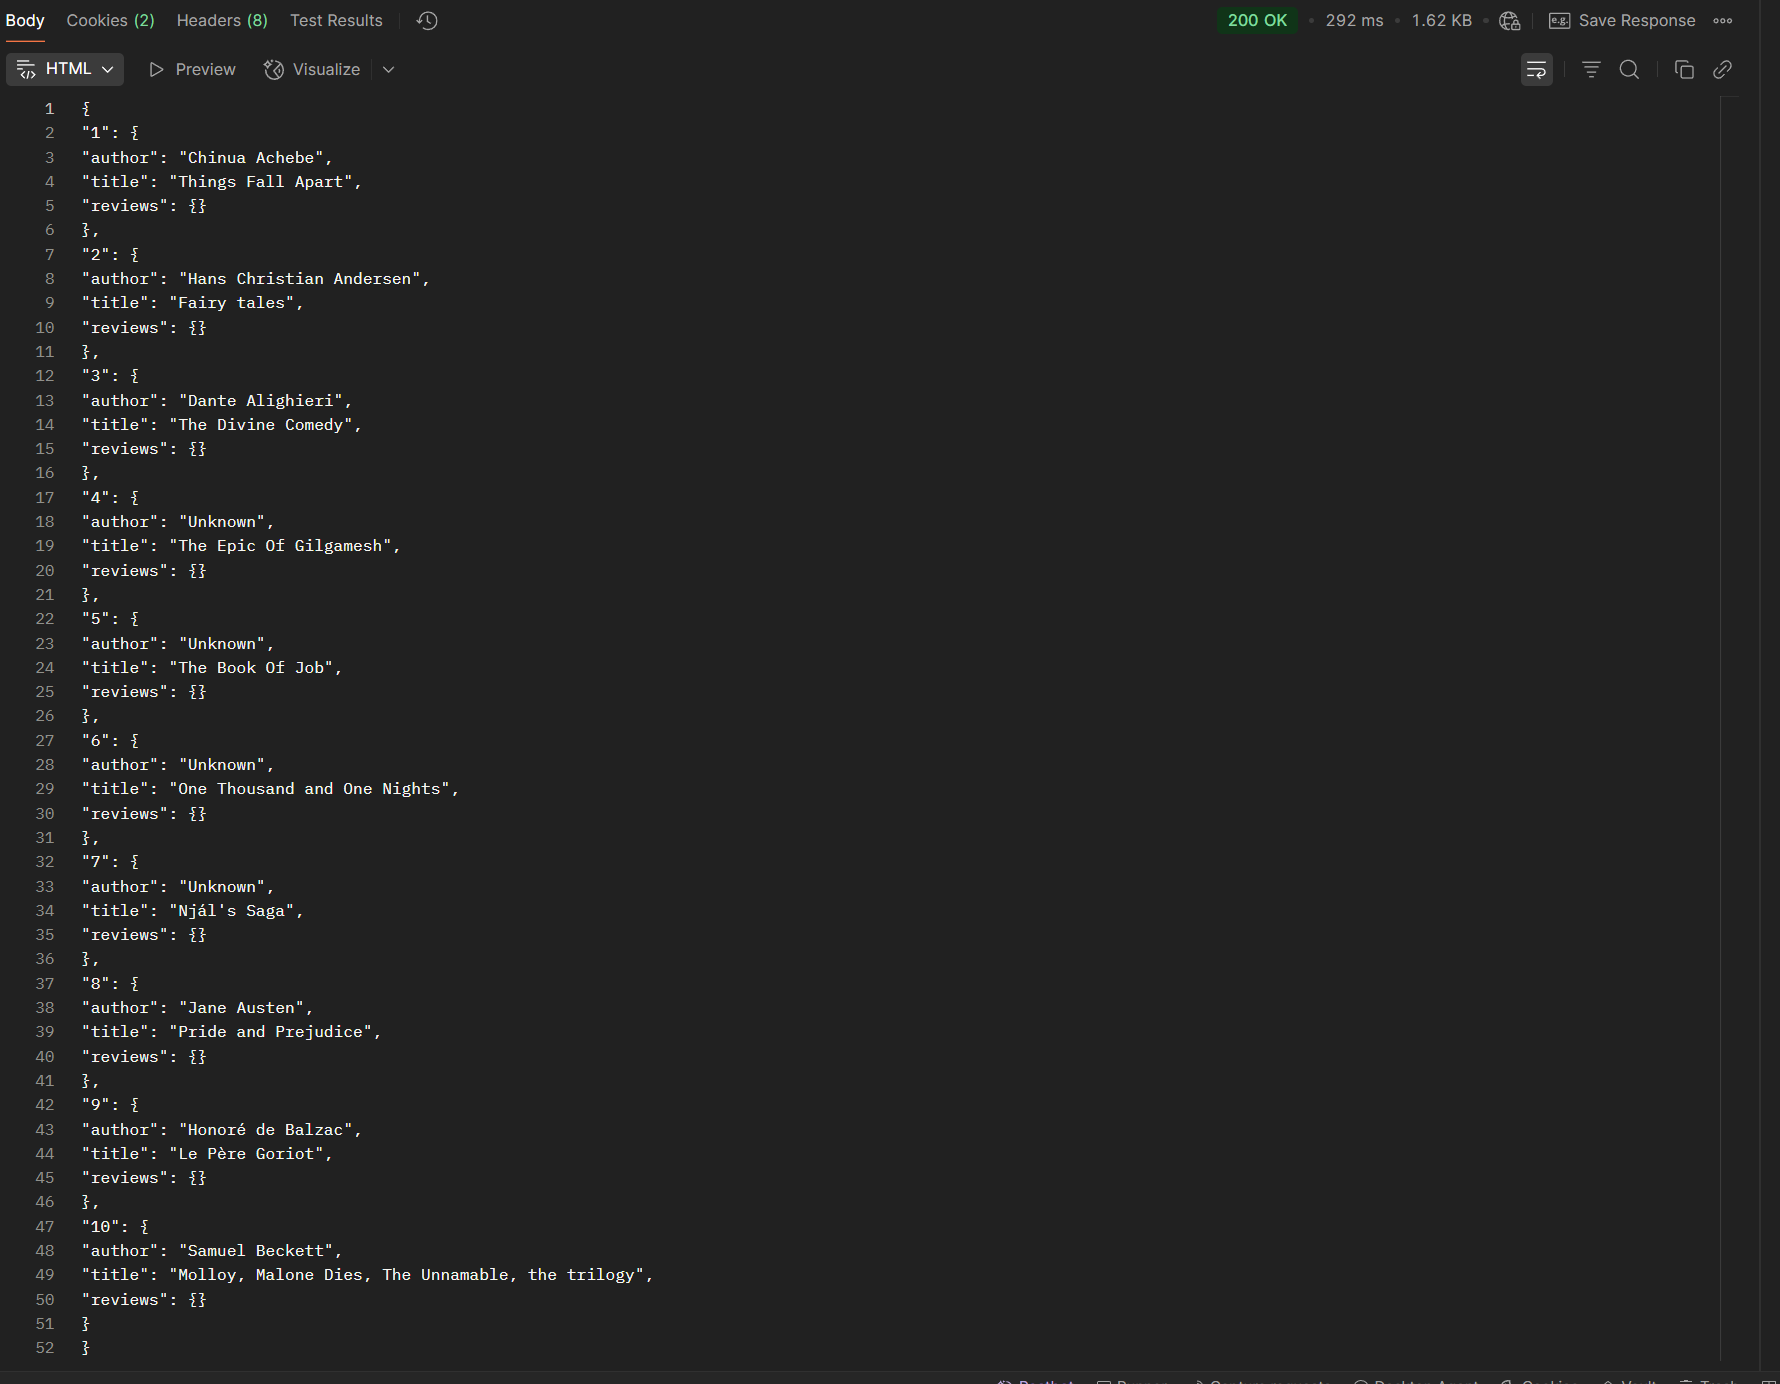 Body Cookies (2) Headers (8) Test Results 200 OK • 292 ms • 1.62 KB • e.g. Save Response
HTML Preview Visualize
1 {
2 "1": {
3 "author": "Chinua Achebe",
4 "title": "Things Fall Apart",
5 "reviews": {}
6 },
7 "2": {
8 "author": "Hans Christian Andersen",
9 "title": "Fairy tales",
10 "reviews": {}
11 },
12 "3": {
13 "author": "Dante Alighieri",
14 "title": "The Divine Comedy",
15 "reviews": {}
16 },
17 "4": {
18 "author": "Unknown",
19 "title": "The Epic Of Gilgamesh",
20 "reviews": {}
21 },
22 "5": {
23 "author": "Unknown",
24 "title": "The Book Of Job",
25 "reviews": {}
26 },
27 "6": {
28 "author": "Unknown",
29 "title": "One Thousand and One Nights",
30 "reviews": {}
31 },
32 "7": {
33 "author": "Unknown",
34 "title": "Njál's Saga",
35 "reviews": {}
36 },
37 "8": {
38 "author": "Jane Austen",
39 "title": "Pride and Prejudice",
40 "reviews": {}
41 },
42 "9": {
43 "author": "Honoré de Balzac",
44 "title": "Le Père Goriot",
45 "reviews": {}
46 },
47 "10": {
48 "author": "Samuel Beckett",
49 "title": "Molloy, Malone Dies, The Unnamable, the trilogy",
50 "reviews": {}
51 }
52 }